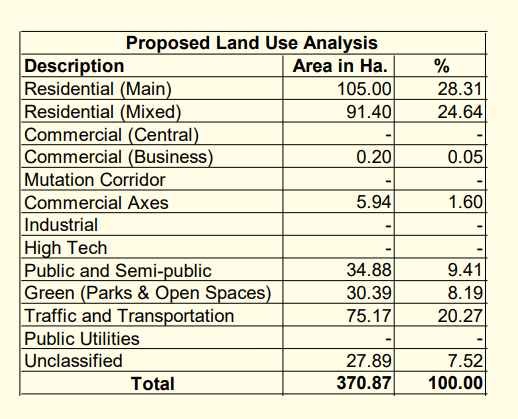 Proposed Land Use Analysis
Description Area in Ha. %
Residential (Main) 105.00 28.31
Residential (Mixed) 91.40 24.64
Commercial (Central) - -
Commercial (Business) 0.20 0.05
Mutation Corridor - -
Commercial Axes 5.94 1.60
Industrial - -
High Tech - -
Public and Semi-public 34.88 9.41
Green (Parks & Open Spaces) 30.39 8.19
Traffic and Transportation 75.17 20.27
Public Utilities - -
Unclassified 27.89 7.52
Total 370.87 100.00